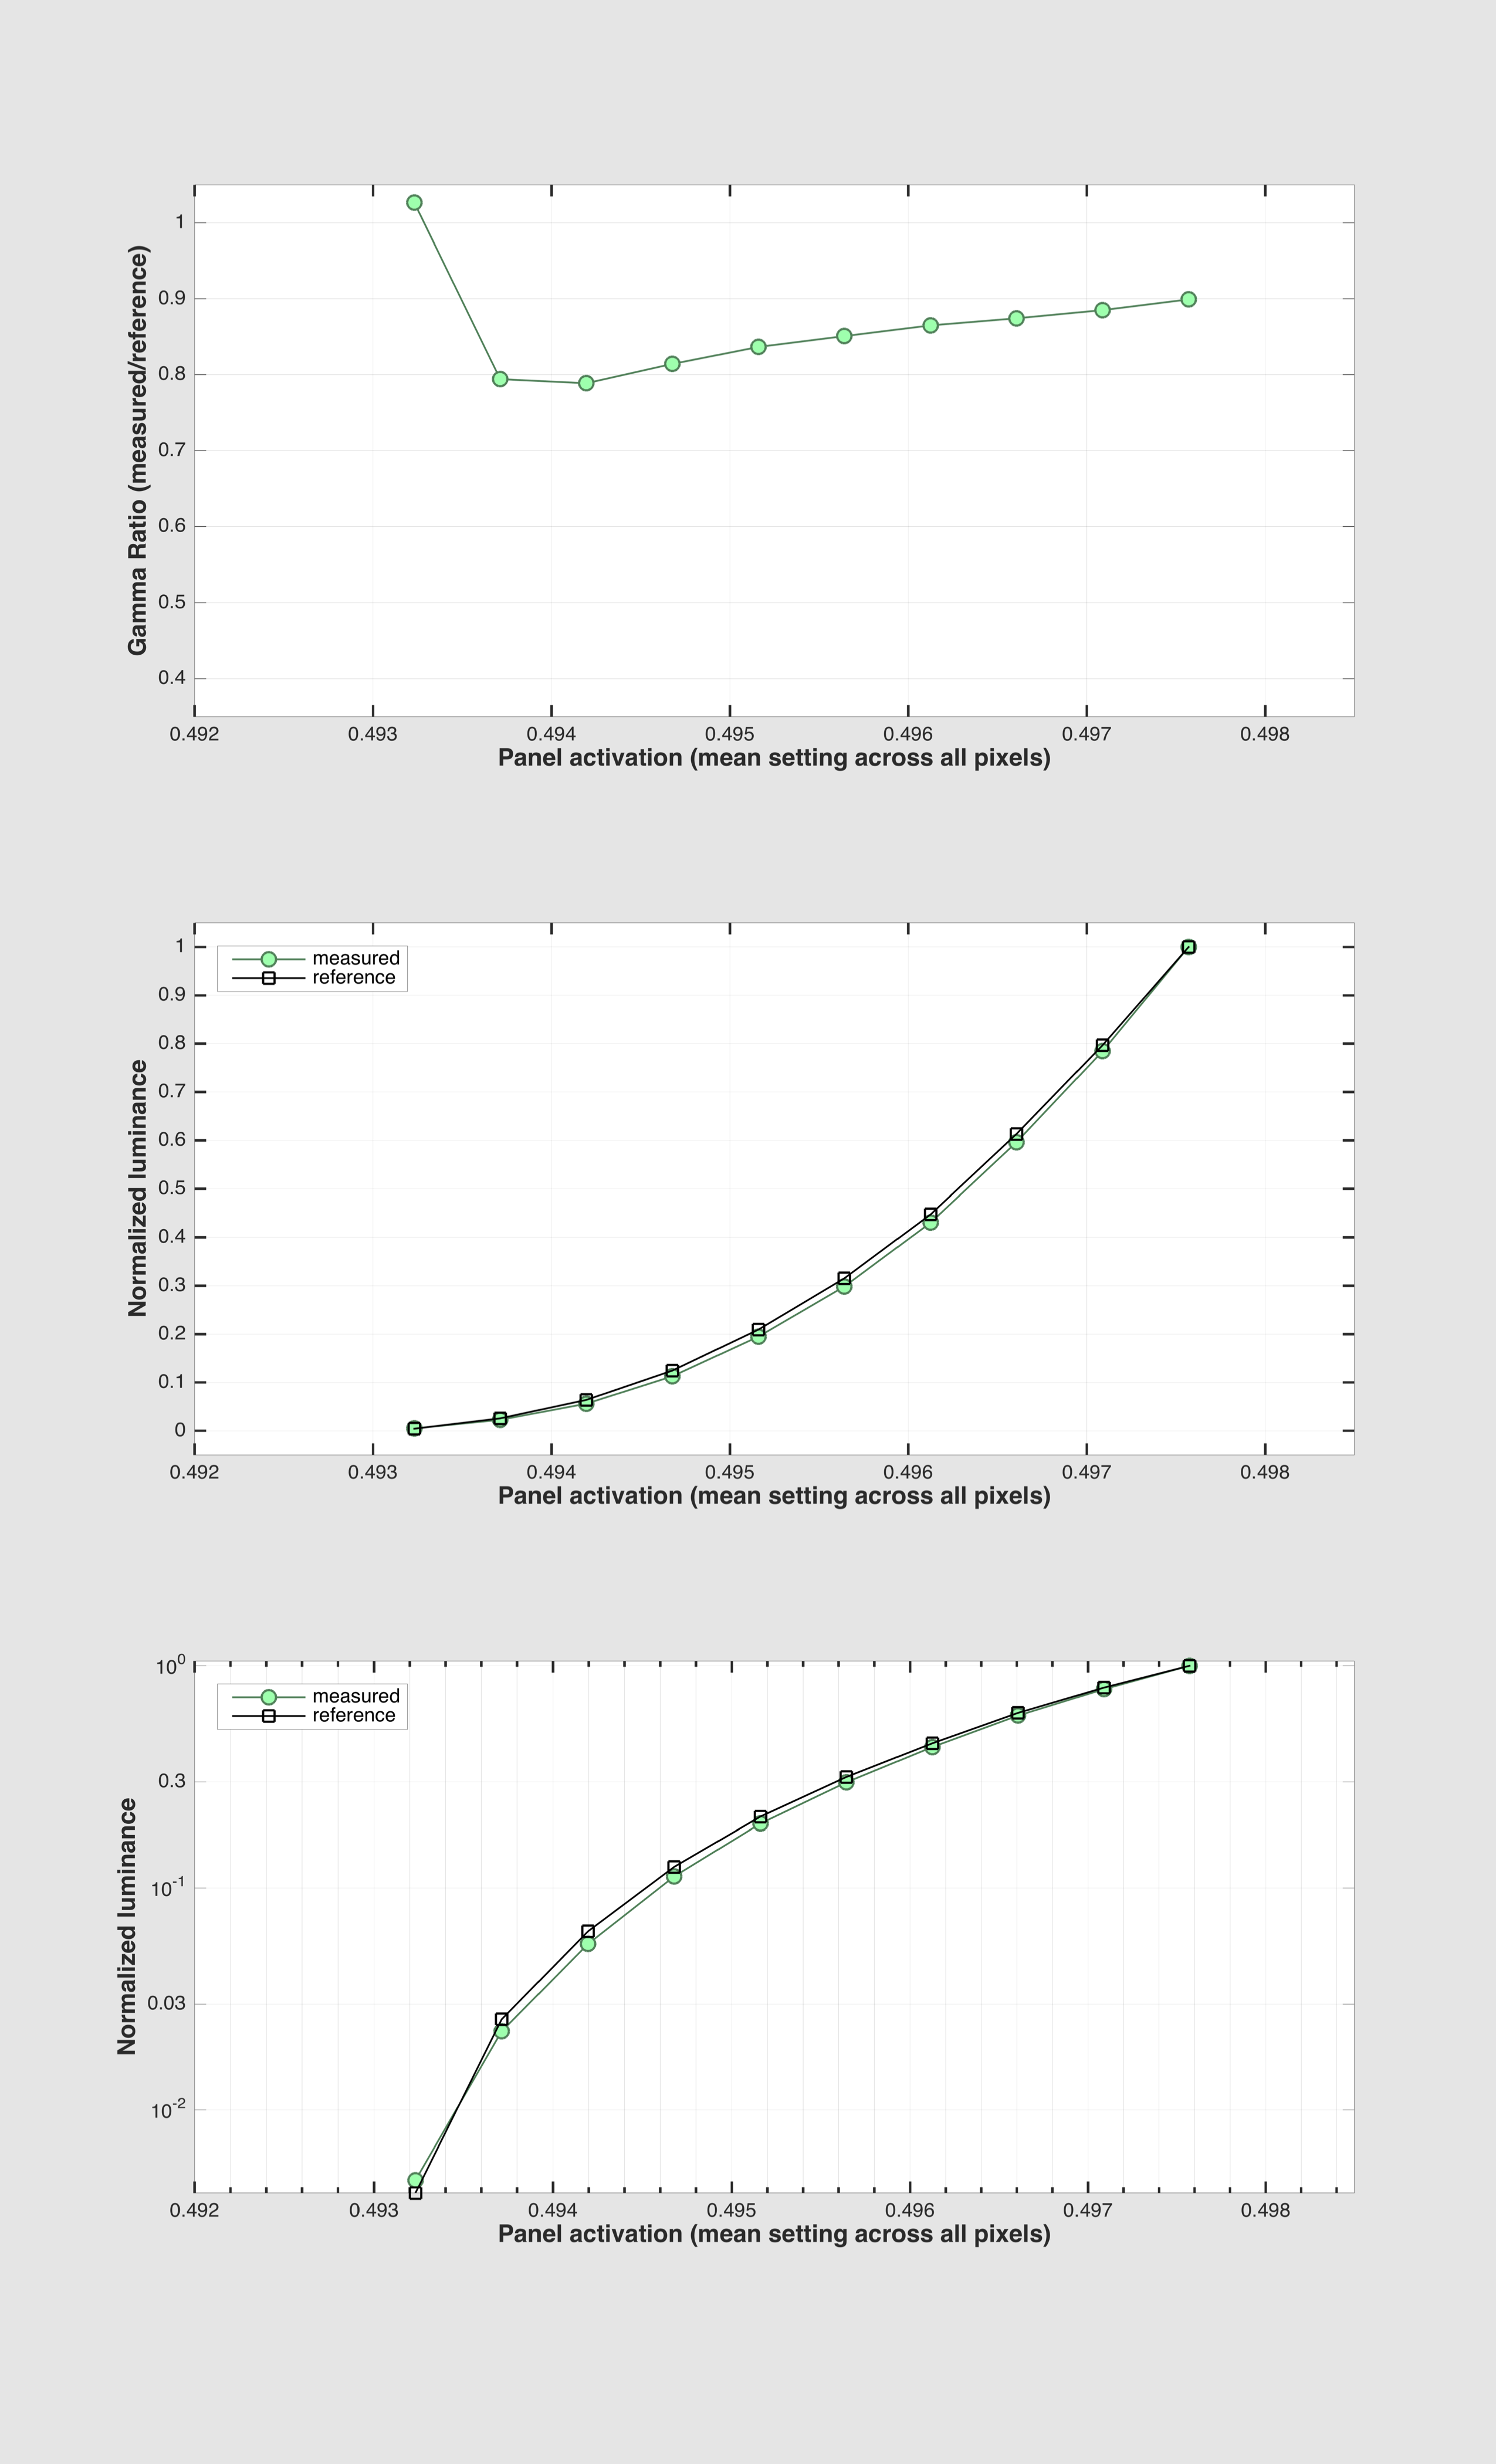 Gamma Ratio (measured/reference)
1
0.9
0.8
0.7
0.6
0.5
0.4
0.492 0.493 0.494 0.495 0.496 0.497 0.498
Panel activation (mean setting across all pixels)
Normalized luminance
measured
reference
1
0.9
0.8
0.7
0.6
0.5
0.4
0.3
0.2
0.1
0
0.492 0.493 0.494 0.495 0.496 0.497 0.498
Panel activation (mean setting across all pixels)
Normalized luminance
measured
reference
10^0
0.3
10^-1
0.03
10^-2
0.492 0.493 0.494 0.495 0.496 0.497 0.498
Panel activation (mean setting across all pixels)